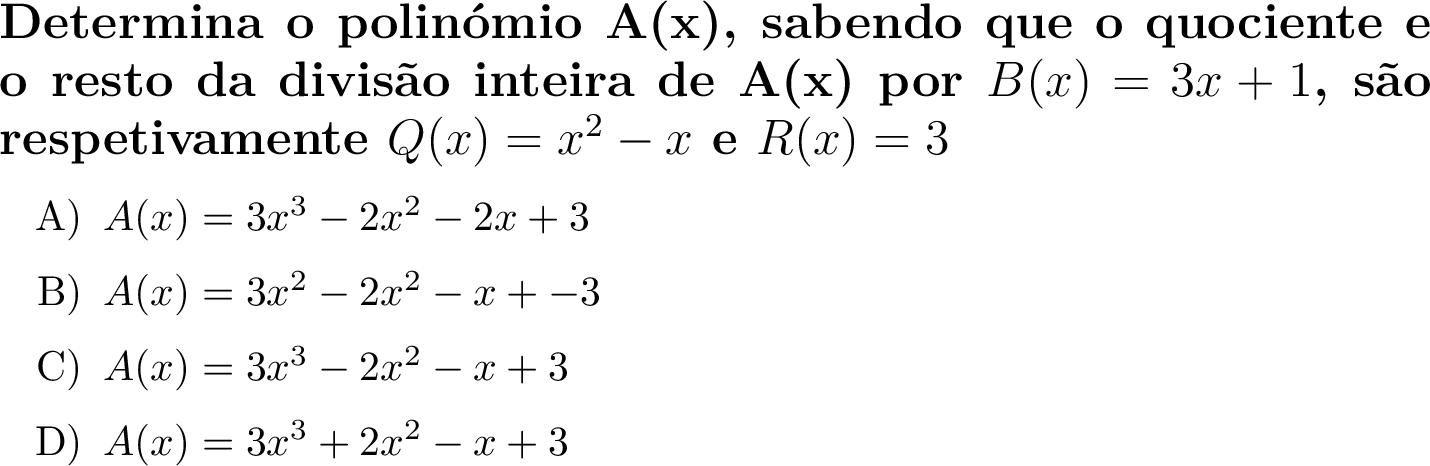 Determina o polinómio A(x), sabendo que o quociente e
o resto da divisão inteira de A(x) por $B(x) = 3x + 1$, são
respetivamente $Q(x) = x^2 - x$ e $R(x) = 3$
A) $A(x) = 3x^3 - 2x^2 - 2x + 3$
B) $A(x) = 3x^2 - 2x^2 - x + -3$
C) $A(x) = 3x^3 - 2x^2 - x + 3$
D) $A(x) = 3x^3 + 2x^2 - x + 3$